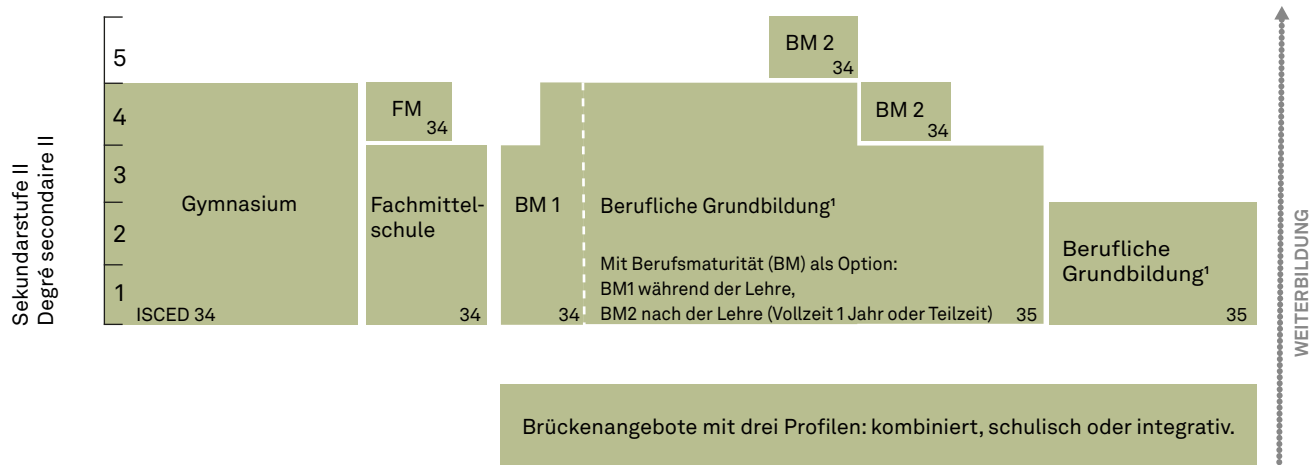 Sekundarstufe II
Degré secondaire II
5
4
3
2
1
Gymnasium
ISCED 34
FM
34
Fachmittel-
schule
34
BM 1
34
Berufliche Grundbildung¹
Mit Berufsmaturität (BM) als Option:
BM1 während der Lehre,
BM2 nach der Lehre (Vollzeit 1 Jahr oder Teilzeit)
35
BM 2
34
BM 2
34
Berufliche
Grundbildung¹
35
WEITERBILDUNG
Brückenangebote mit drei Profilen: kombiniert, schulisch oder integrativ.